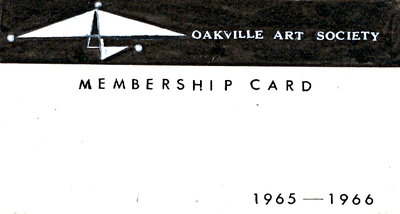 OAKVILLE ART SOCIETY
MEMBERSHIP CARD
1965—1966